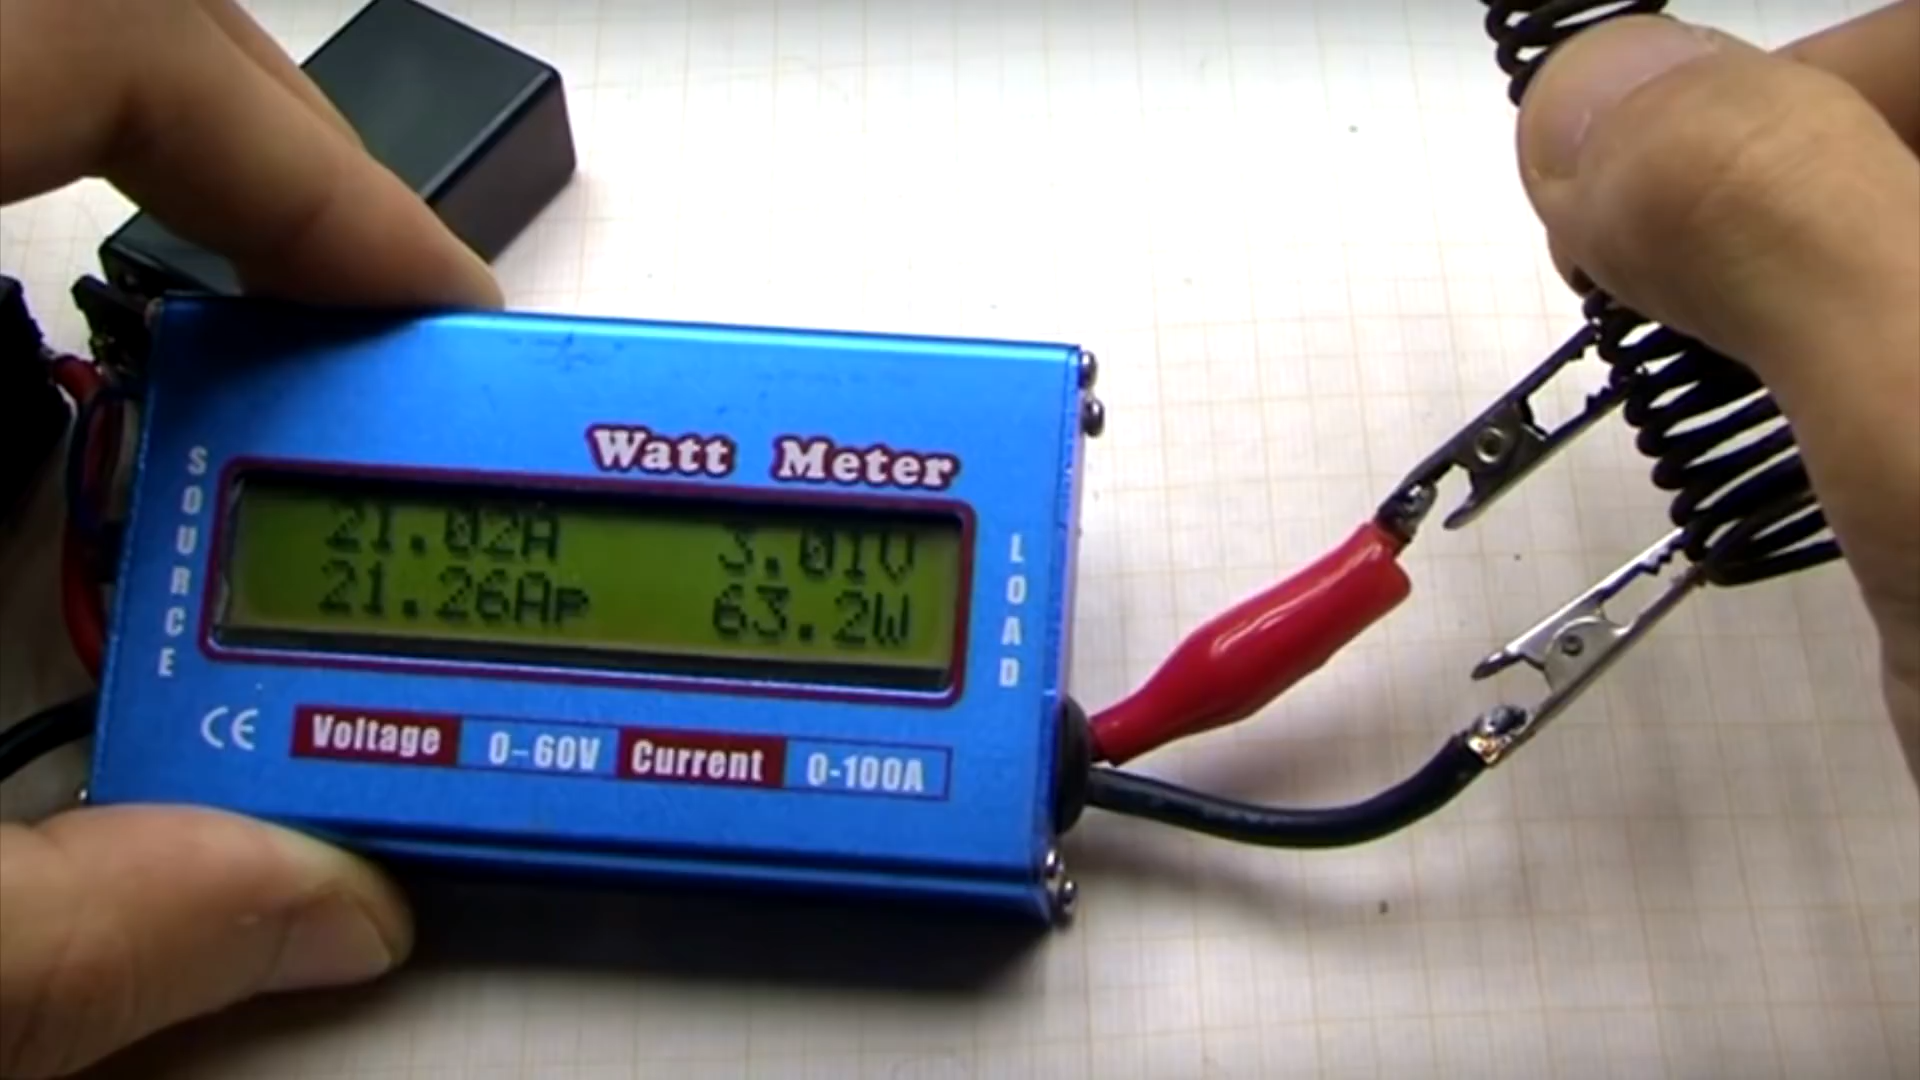 Watt Meter
SOURCE
21.02A 3.01V
21.26Ap 63.2W
LOAD
CE
Voltage 0-60V Current 0-100A